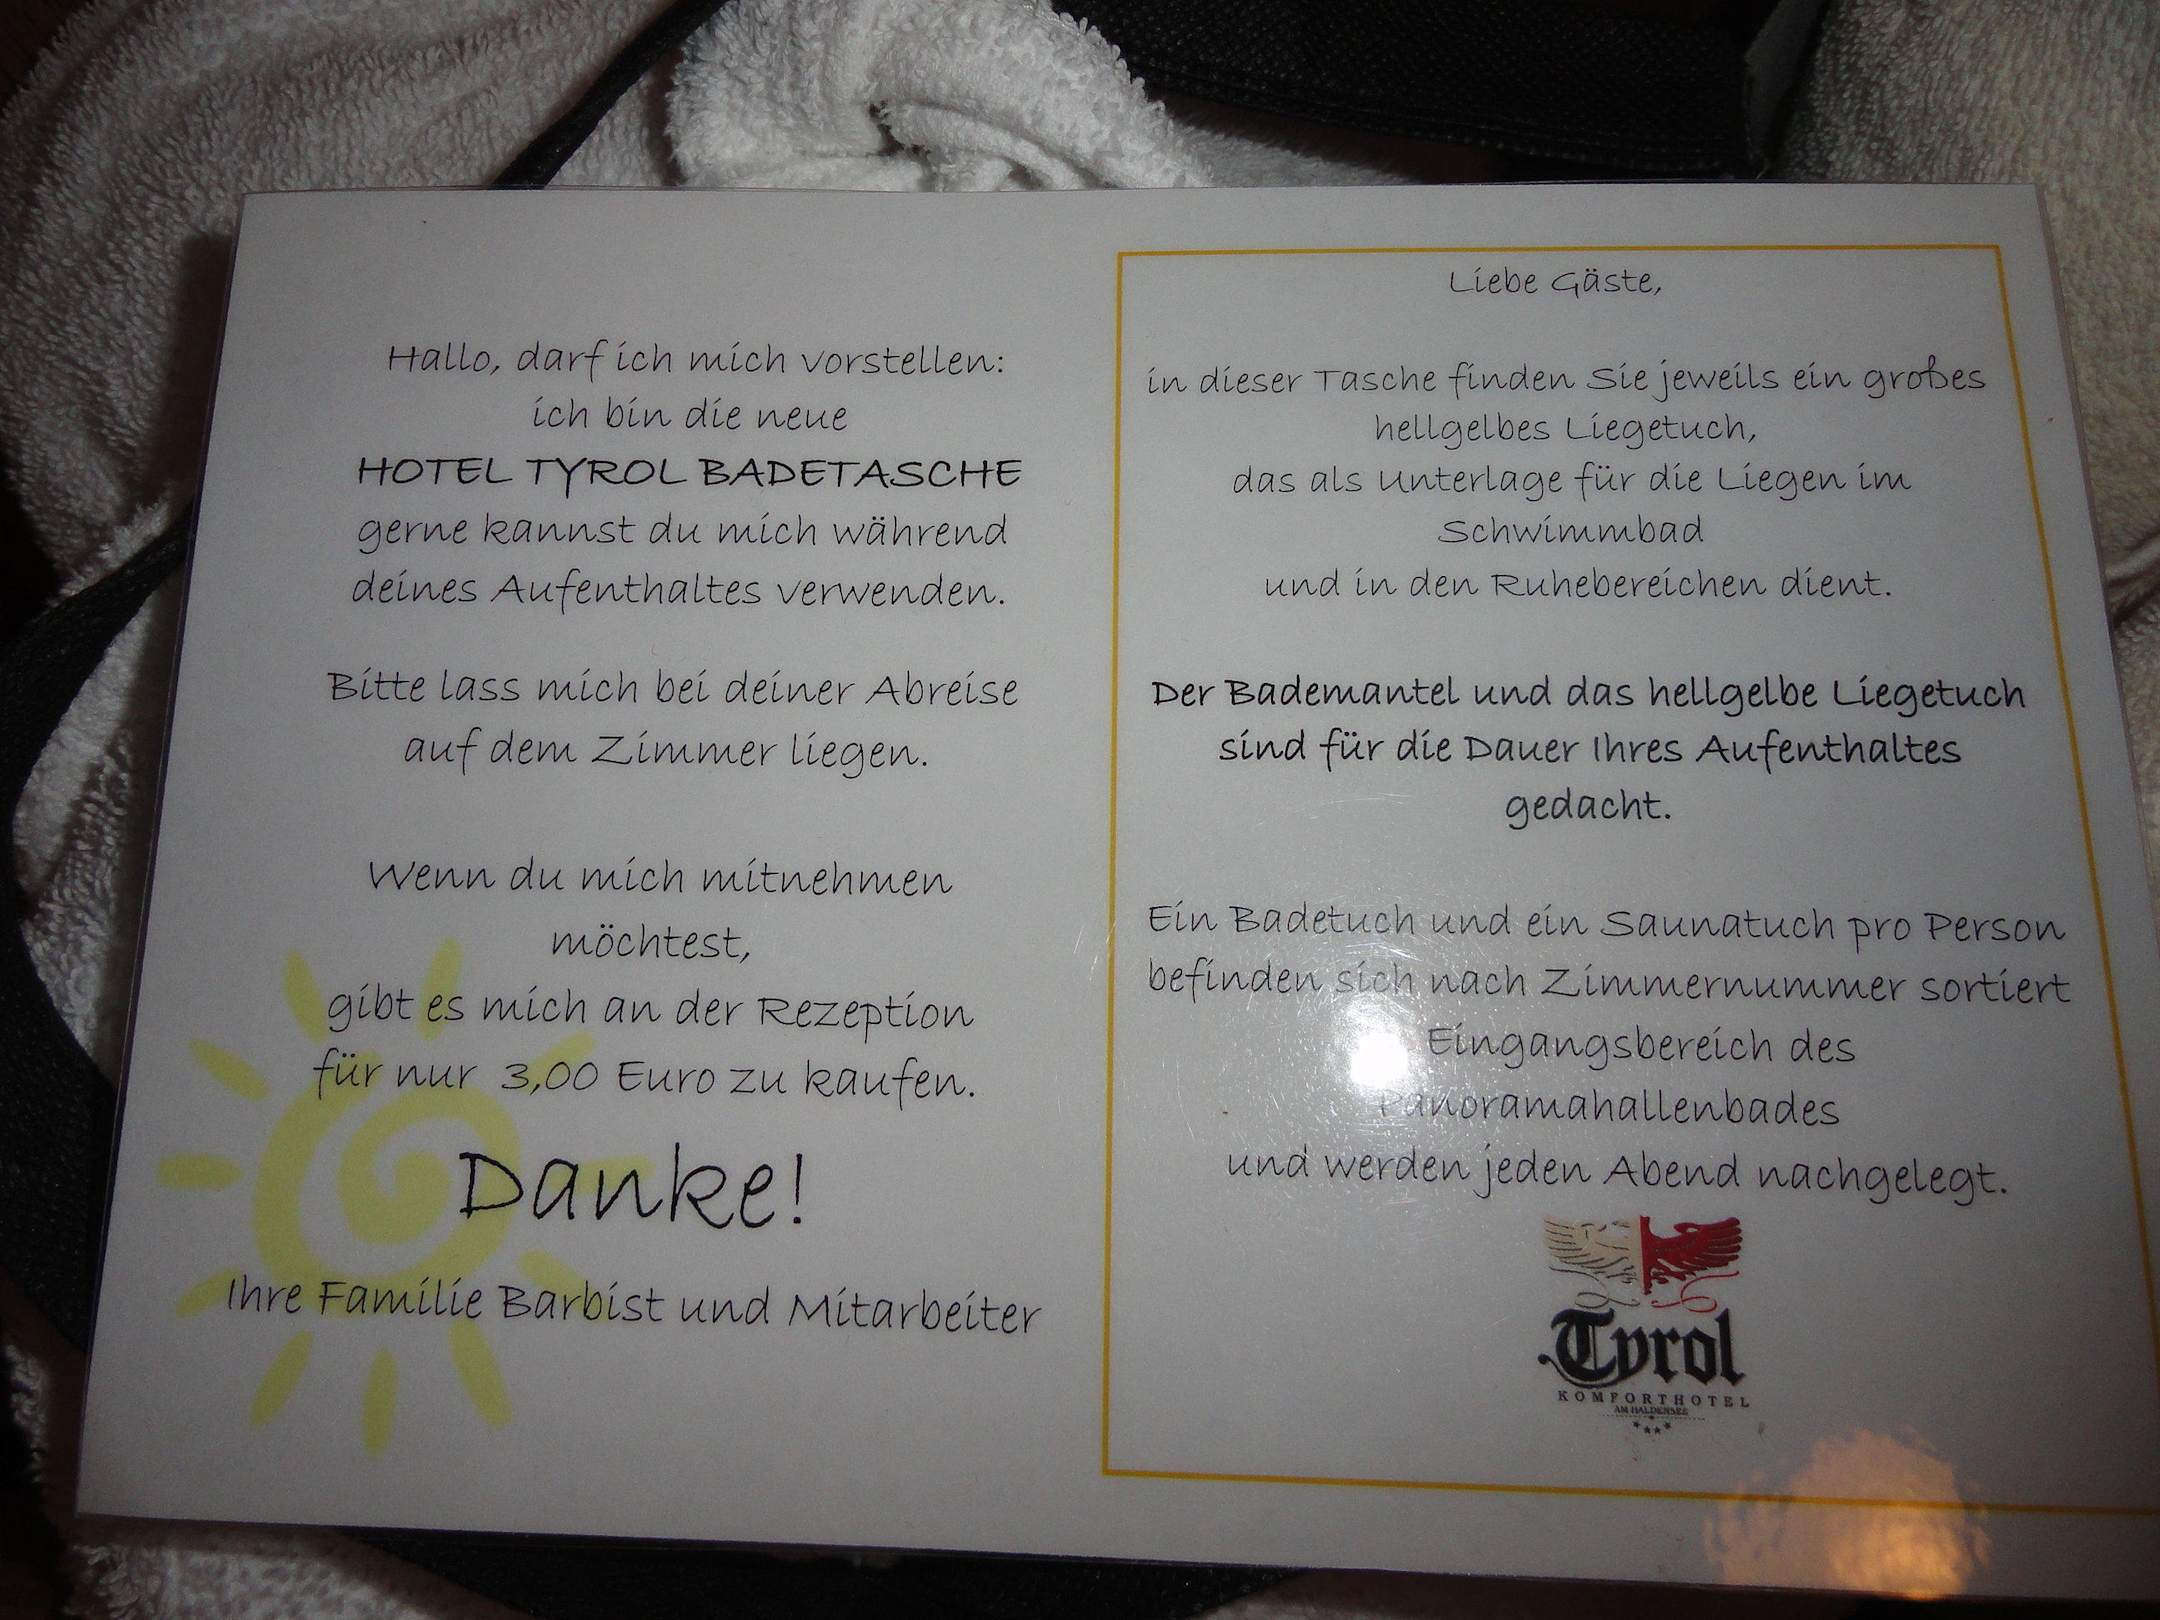 Hallo, darf ich mich vorstellen:
ich bin die neue
HOTEL TYROL BADETASCHE
gerne kannst du mich während
deines Aufenthaltes verwenden.
Bitte lass mich bei deiner Abreise
auf dem Zimmer liegen.
Wenn du mich mitnehmen
möchtest,
gibt es mich an der Rezeption
für nur 3,00 Euro zu kaufen.
Danke!
Ihre Familie Barbist und Mitarbeiter
Liebe Gäste,
in dieser Tasche finden Sie jeweils ein großes
hellgelbes Liegetuch,
das als Unterlage für die Liegen im
Schwimmbad
und in den Ruhebereichen dient.
Der Bademantel und das hellgelbe Liegetuch
sind für die Dauer Ihres Aufenthaltes
gedacht.
Ein Badetuch und ein Saunatuch pro Person
befinden sich nach Zimmernummer sortiert
Eingangsbereich des
Panoramahallenbades
und werden jeden Abend nachgelegt.
Tyrol
KOMFORTHOTEL
AM HALDENSEE